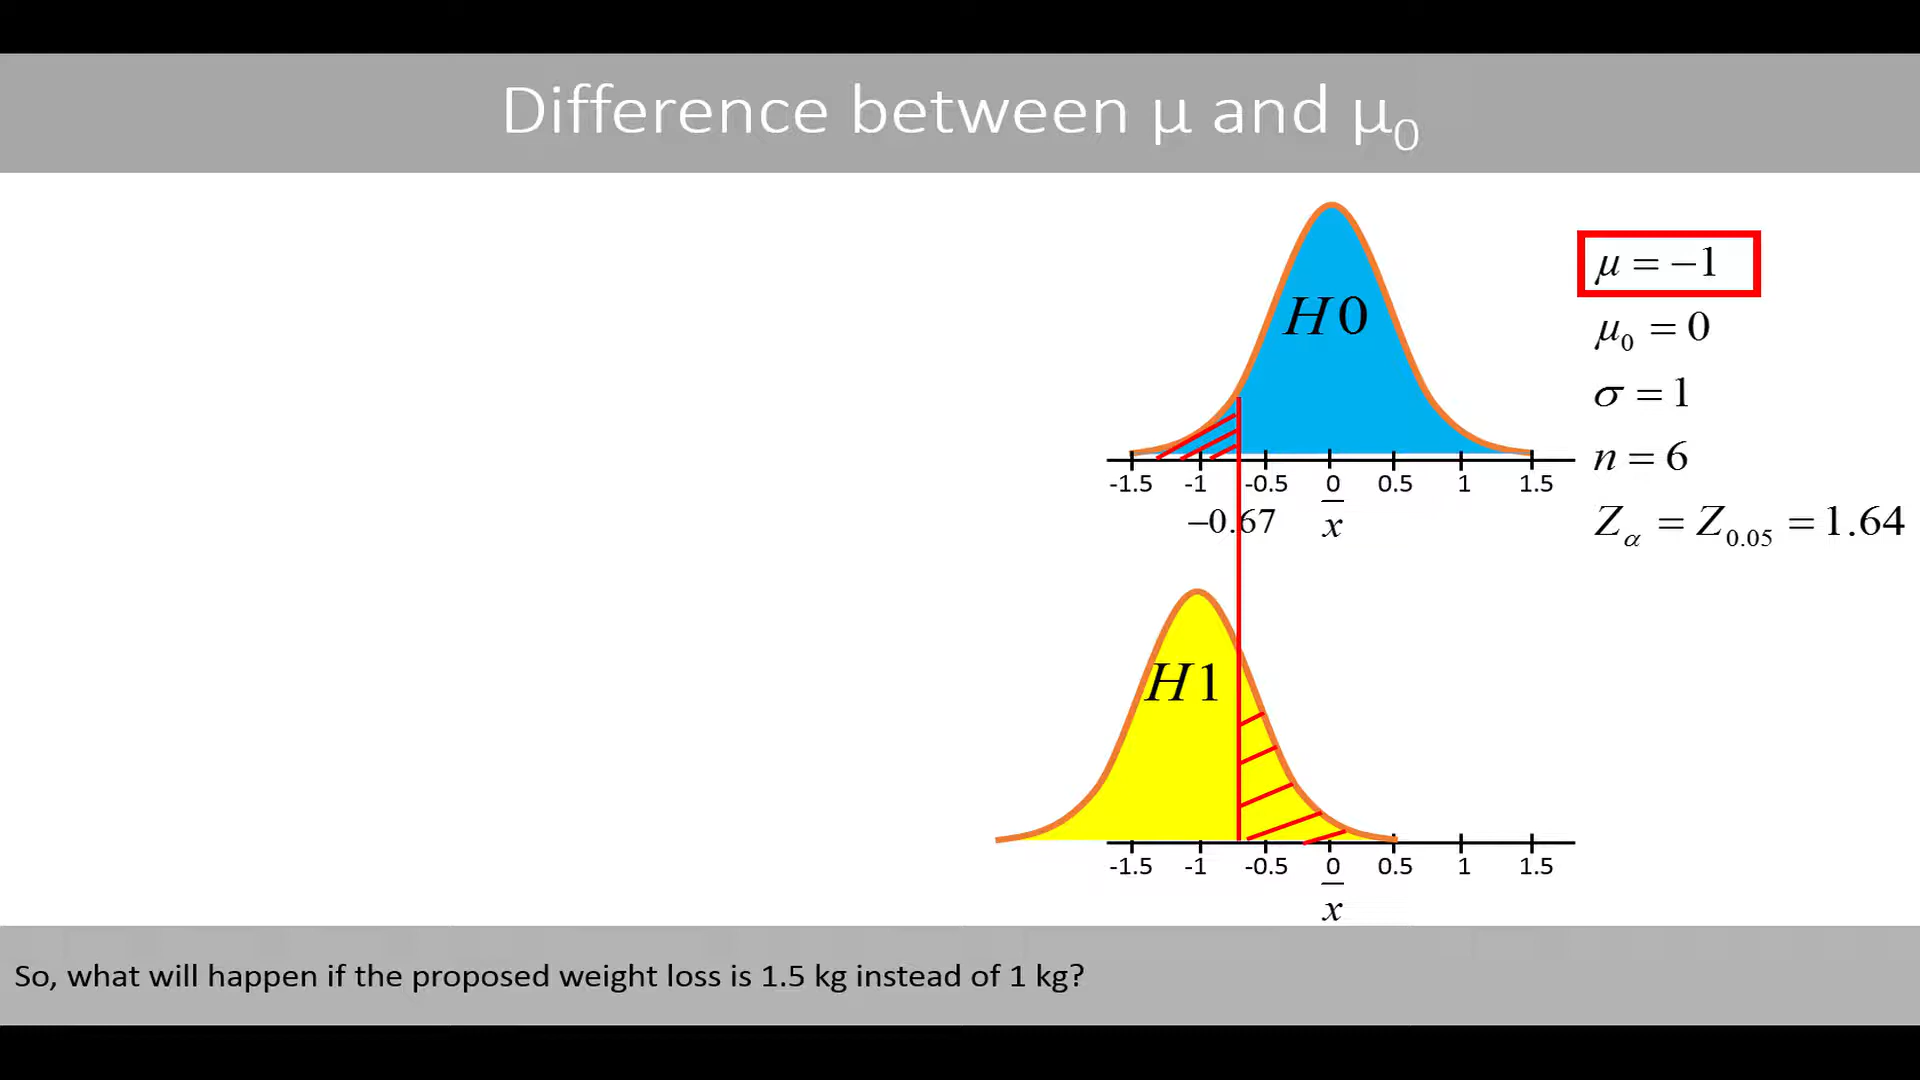 Difference between μ and μ₀
H0
-1.5 -1 -0.5 0 0.5 1 1.5
−0.67 x̅
μ = −1
μ₀ = 0
σ = 1
n = 6
Zα = Z0.05 = 1.64
H1
-1.5 -1 -0.5 0 0.5 1 1.5
x̅
So, what will happen if the proposed weight loss is 1.5 kg instead of 1 kg?